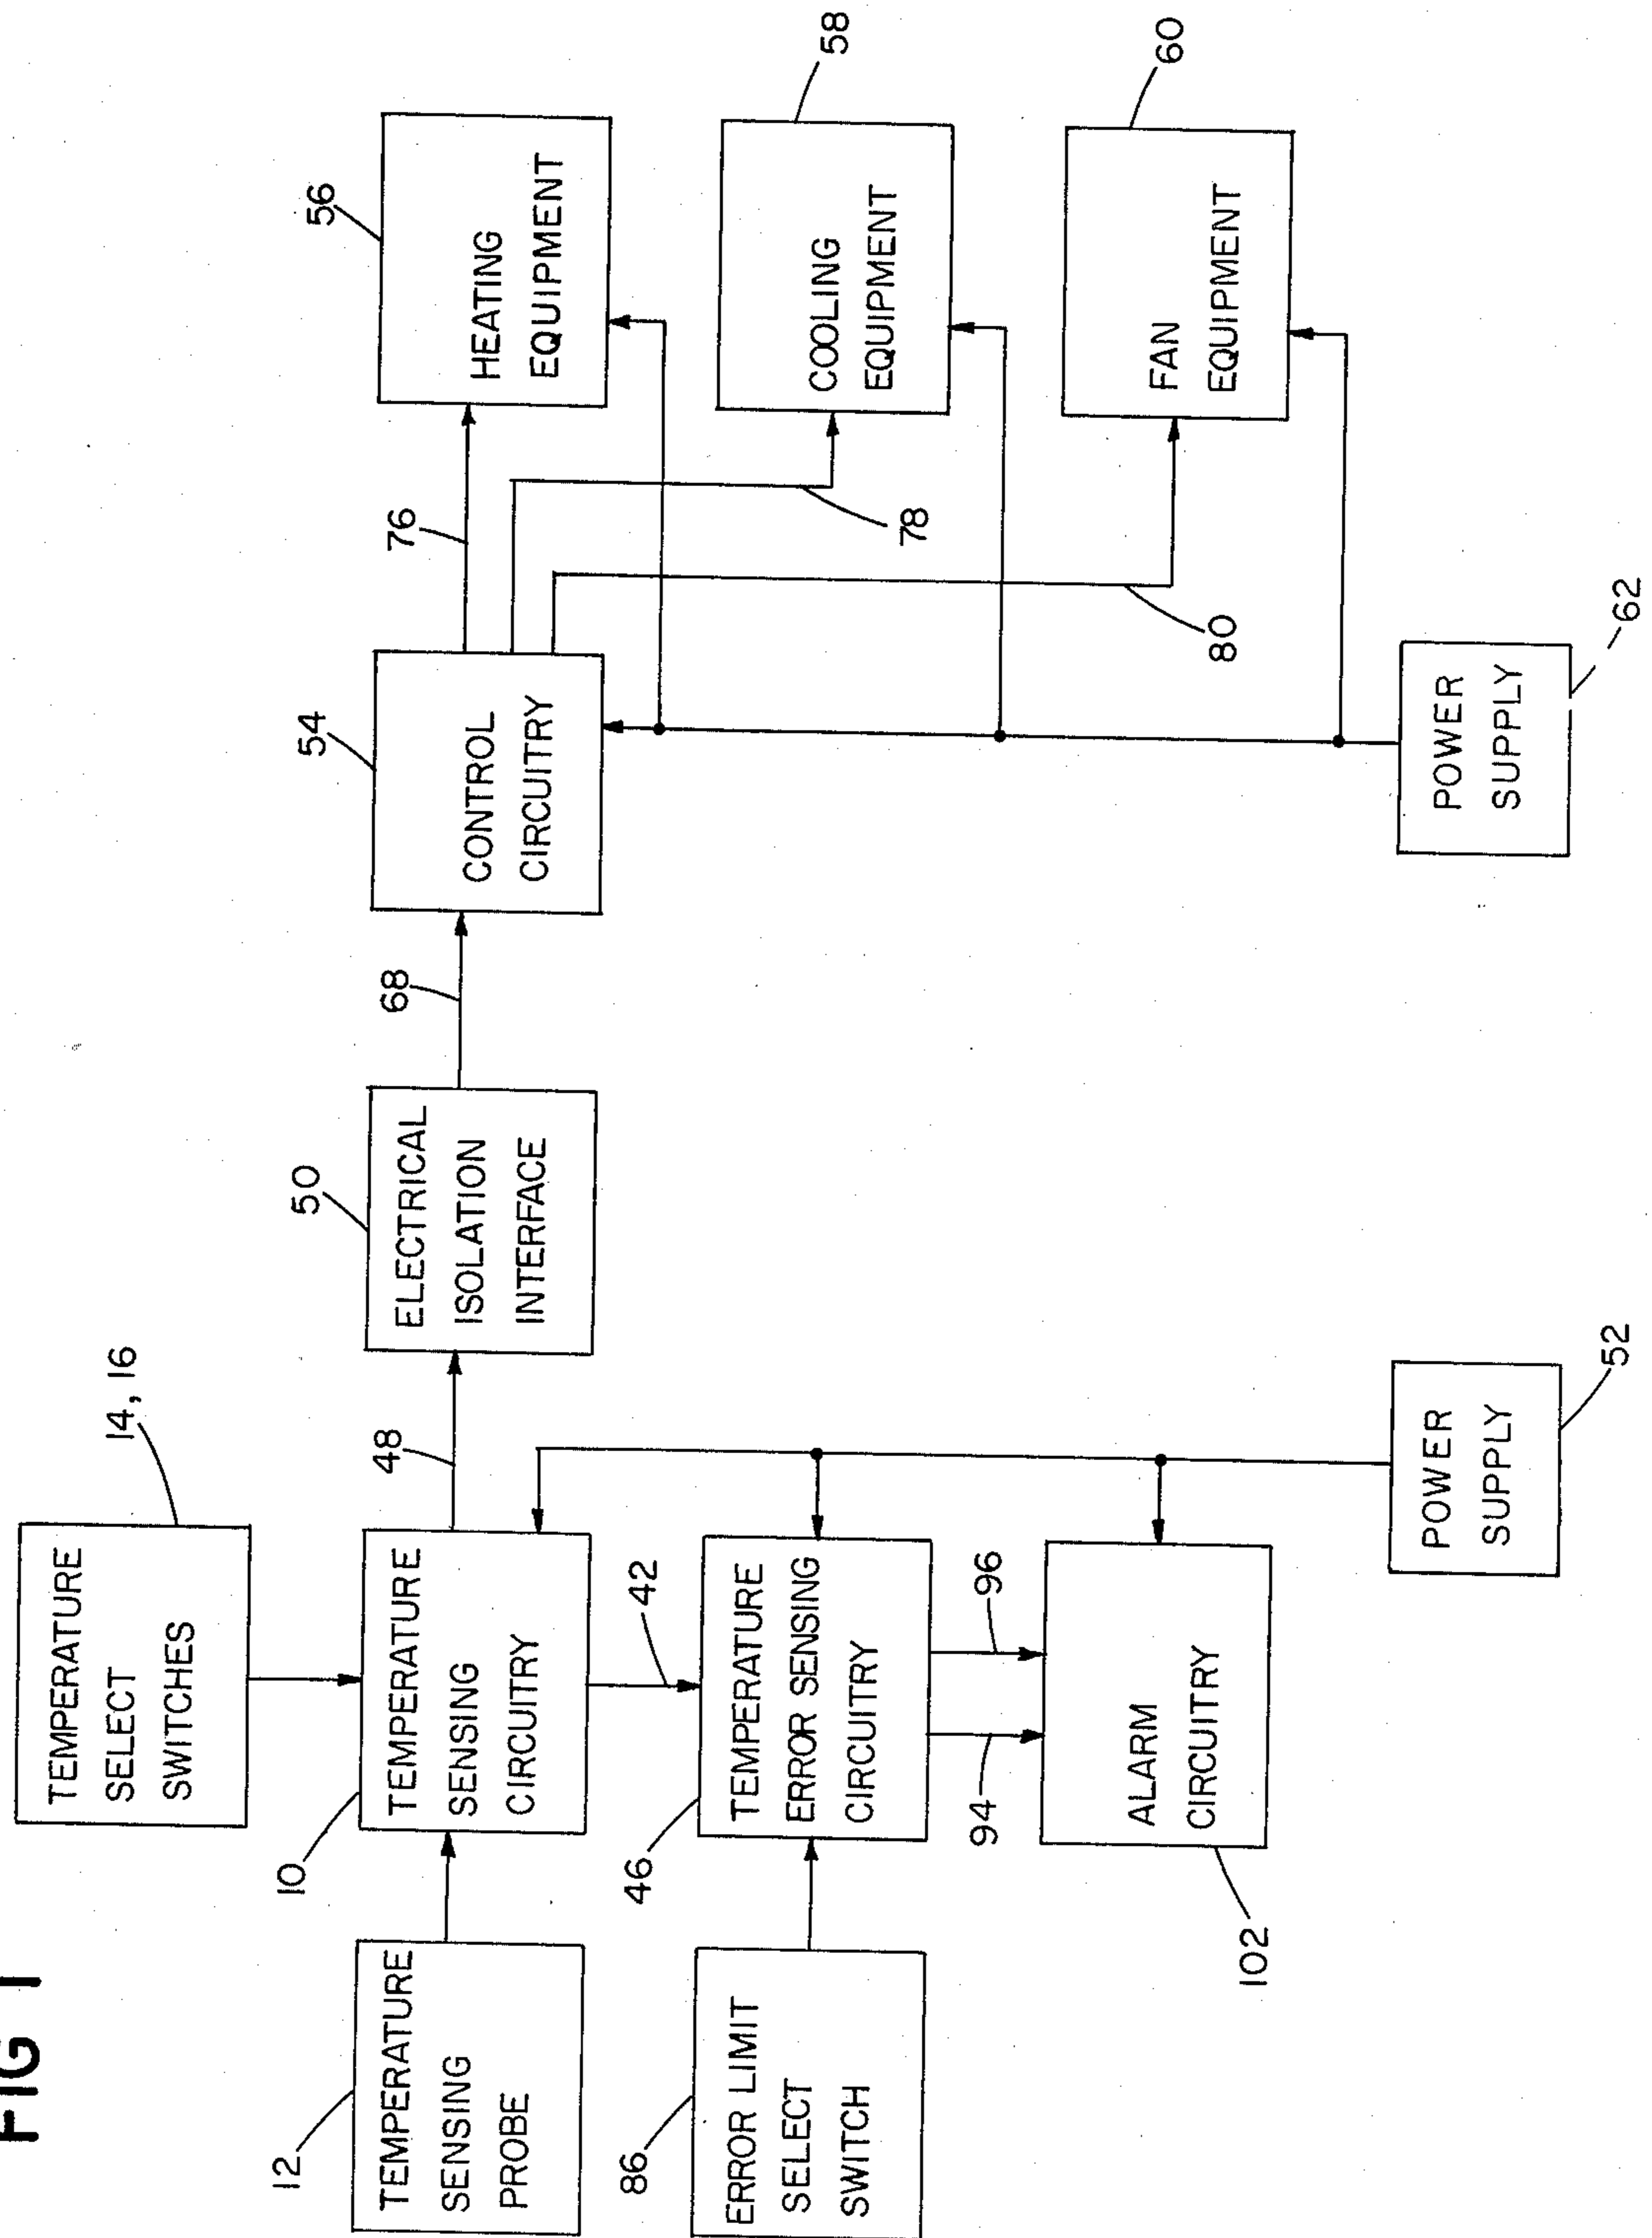 FIG 1
14, 16
TEMPERATURE
SELECT
SWITCHES
12
TEMPERATURE
SENSING
PROBE
10
TEMPERATURE
SENSING
CIRCUITRY
48
50
ELECTRICAL
ISOLATION
INTERFACE
68
54
CONTROL
CIRCUITRY
76
56
HEATING
EQUIPMENT
78
58
COOLING
EQUIPMENT
80
60
FAN
EQUIPMENT
42
86
ERROR LIMIT
SELECT
SWITCH
46
TEMPERATURE
ERROR SENSING
CIRCUITRY
94
96
102
ALARM
CIRCUITRY
POWER
SUPPLY
52
POWER
SUPPLY
62